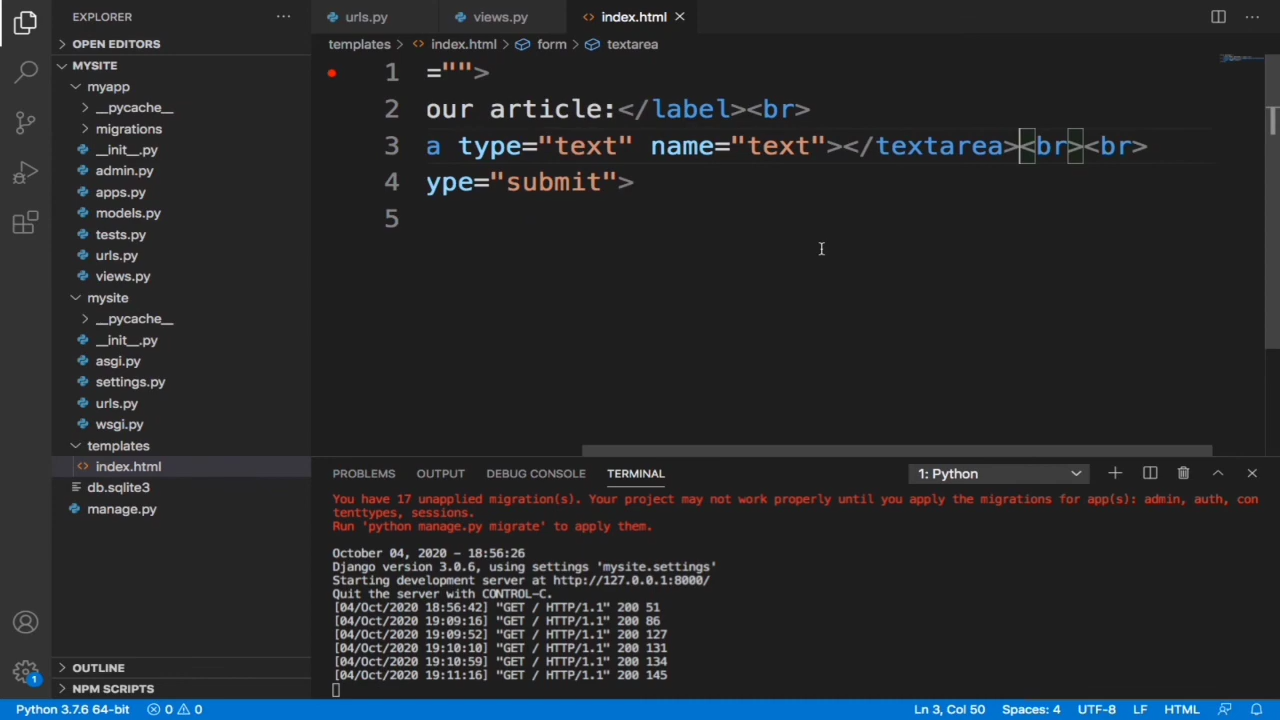 EXPLORER
OPEN EDITORS
MYSITE
myapp
__pycache__
migrations
__init__.py
admin.py
apps.py
models.py
tests.py
urls.py
views.py
mysite
__pycache__
__init__.py
asgi.py
settings.py
urls.py
wsgi.py
templates
index.html
db.sqlite3
manage.py
OUTLINE
NPM SCRIPTS
urls.py views.py index.html
templates > index.html > form > textarea
1 ="">
2 our article:</label><br>
3 a type="text" name="text"></textarea><br><br>
4 ype="submit">
5
PROBLEMS OUTPUT DEBUG CONSOLE TERMINAL 1: Python
You have 17 unapplied migration(s). Your project may not work properly until you apply the migrations for app(s): admin, auth, con
tenttypes, sessions.
Run 'python manage.py migrate' to apply them.
October 04, 2020 - 18:56:26
Django version 3.0.6, using settings 'mysite.settings'
Starting development server at http://127.0.0.1:8000/
Quit the server with CONTROL-C.
[04/Oct/2020 18:56:42] "GET / HTTP/1.1" 200 51
[04/Oct/2020 19:09:16] "GET / HTTP/1.1" 200 86
[04/Oct/2020 19:09:52] "GET / HTTP/1.1" 200 127
[04/Oct/2020 19:10:10] "GET / HTTP/1.1" 200 131
[04/Oct/2020 19:10:59] "GET / HTTP/1.1" 200 134
[04/Oct/2020 19:11:16] "GET / HTTP/1.1" 200 145
1
Python 3.7.6 64-bit 0 0 Ln 3, Col 50 Spaces: 4 UTF-8 LF HTML